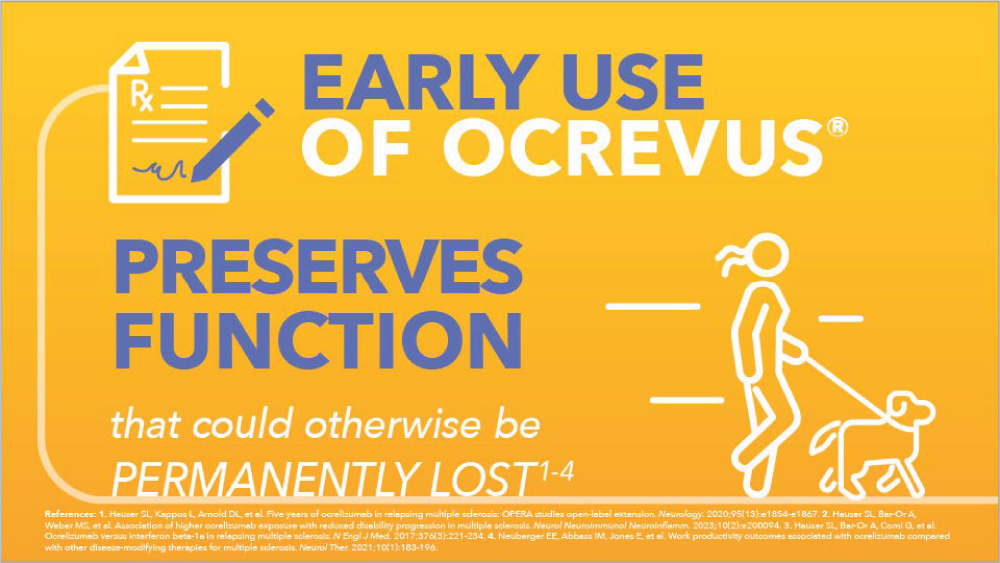 Rx
EARLY USE
OF OCREVUS®
PRESERVES
FUNCTION
that could otherwise be
PERMANENTLY LOST1-4
References: 1. Hauser SL, Kappos L, Arnold DL, et al. Five years of ocrelizumab in relapsing multiple sclerosis: OPERA studies open-label extension. Neurology. 2020;95(13):e1854-e1867. 2. Hauser SL, Bar-Or A,
Weber MS, et al. Association of higher ocrelizumab exposure with reduced disability progression in multiple sclerosis. Neurol Neuroimmunol Neuroinflamm. 2023;10(2):e200094. 3. Hauser SL, Bar-Or A, Comi G, et al.
Ocrelizumab versus interferon beta-1a in relapsing multiple sclerosis. N Engl J Med. 2017;376(3):221-234. 4. Neuberger EE, Abbass IM, Jones E, et al. Work productivity outcomes associated with ocrelizumab compared
with other disease-modifying therapies for multiple sclerosis. Neurol Ther. 2021;10(1):183-196.